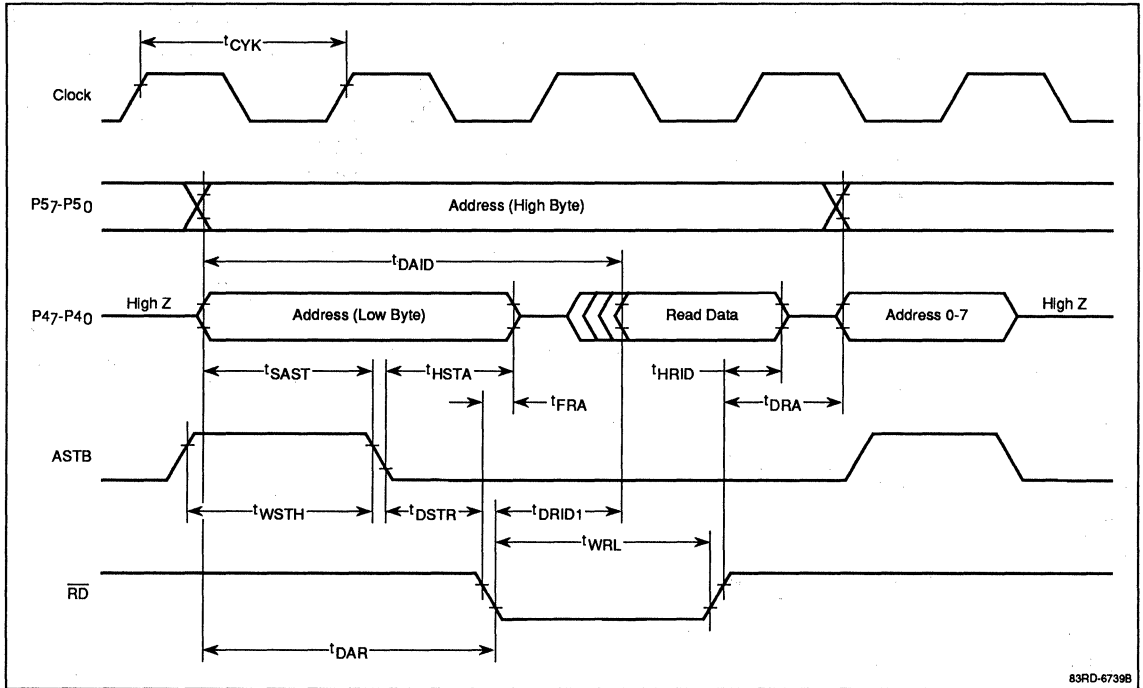 tCYK
Clock
P57-P50
Address (High Byte)
tDAID
P47-P40
High Z
Address (Low Byte)
Read Data
Address 0-7
High Z
tSAST
tHSTA
tHRID
tFRA
tDRA
ASTB
tWSTH
tDSTR
tDRID1
tWRL
RD
tDAR
83RD-6739B